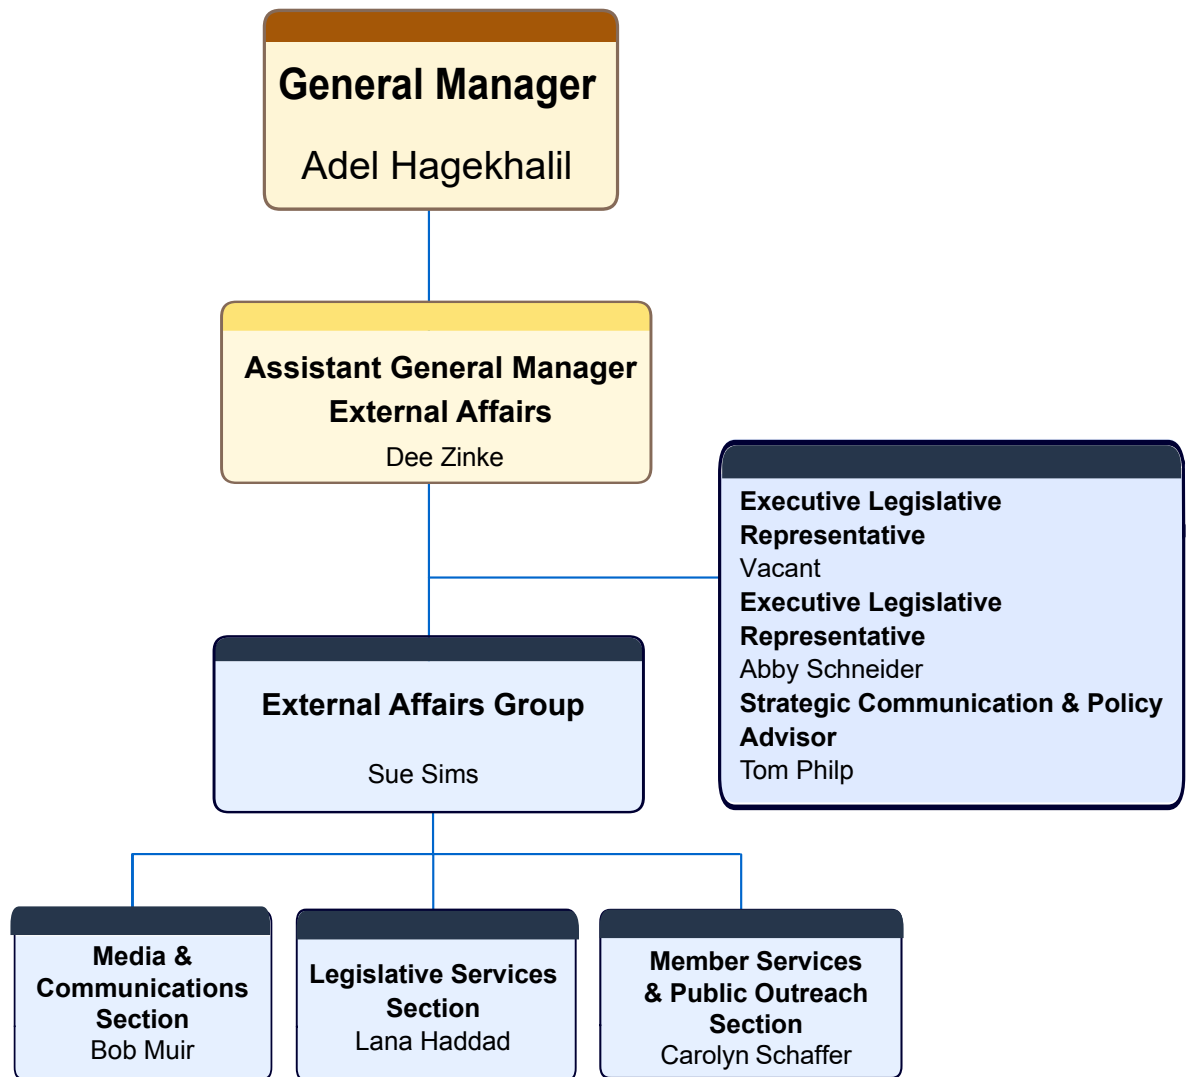 General Manager
Adel Hagekhalil
Assistant General Manager
External Affairs
Dee Zinke
Executive Legislative
Representative
Vacant
Executive Legislative
Representative
Abby Schneider
Strategic Communication & Policy
Advisor
Tom Philp
External Affairs Group
Sue Sims
Media &
Communications
Section
Bob Muir
Legislative Services
Section
Lana Haddad
Member Services
& Public Outreach
Section
Carolyn Schaffer